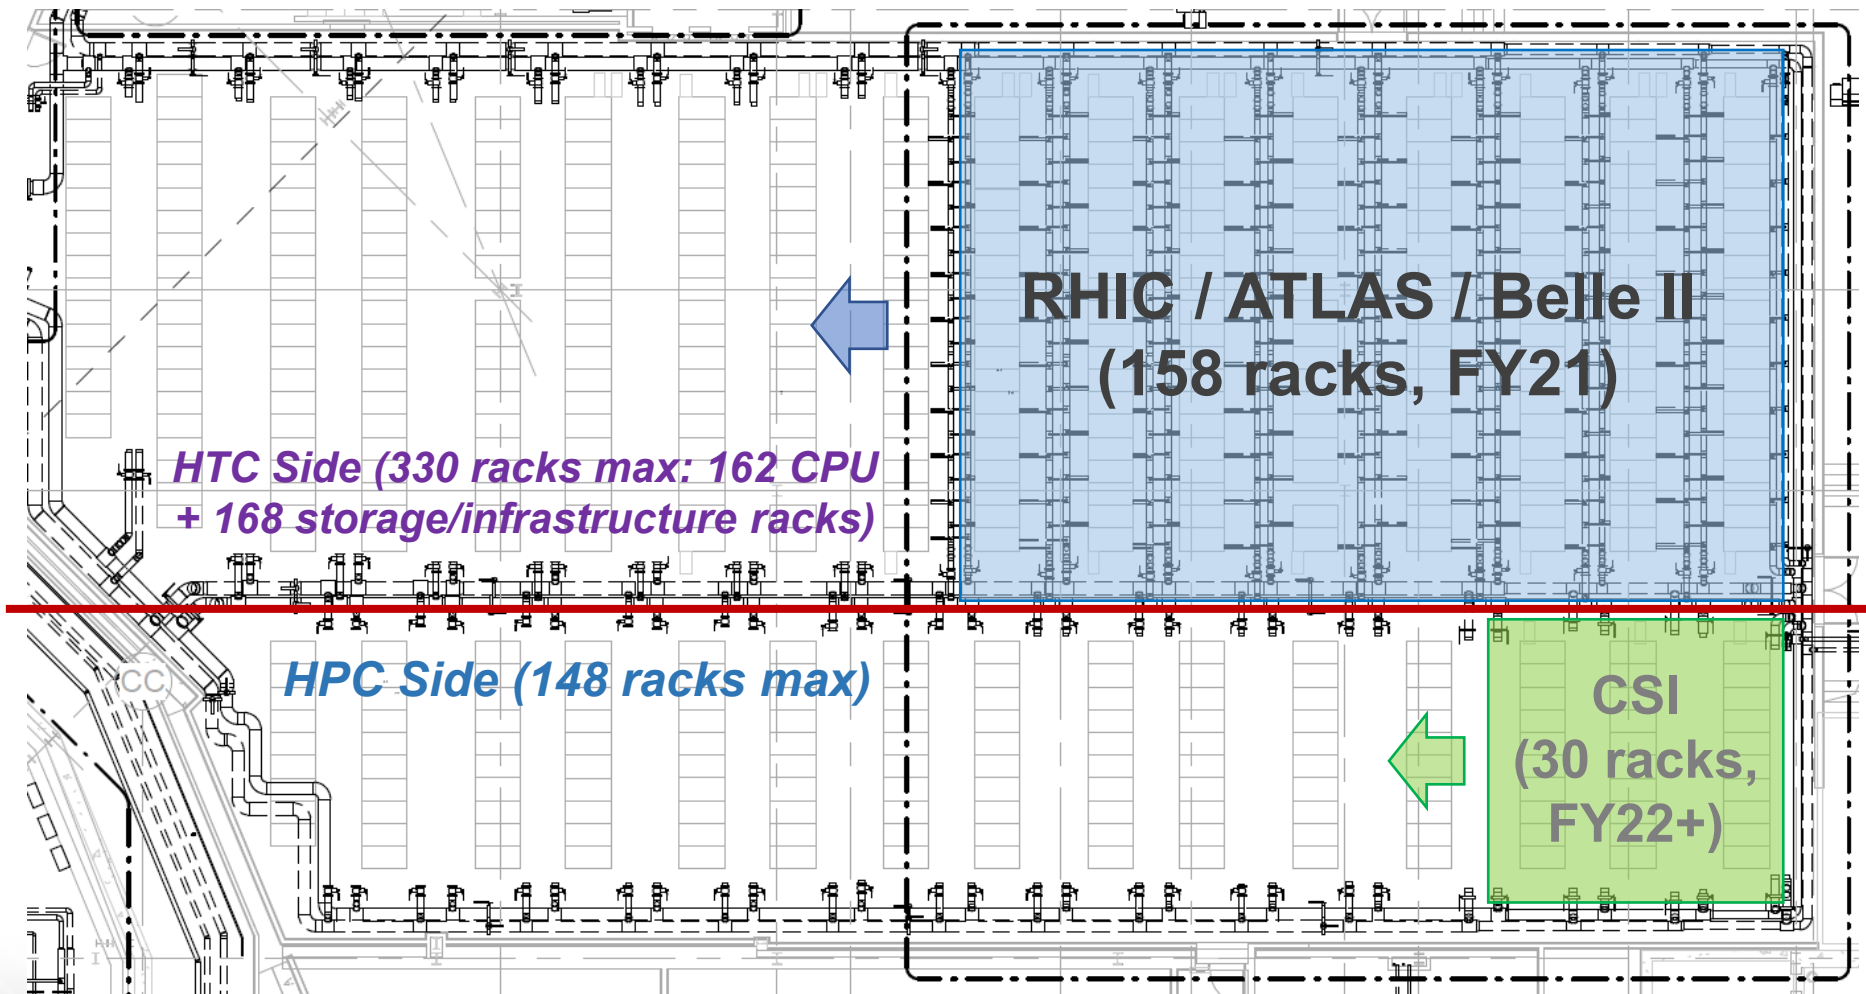 RHIC / ATLAS / Belle II
(158 racks, FY21)
HTC Side (330 racks max: 162 CPU
+ 168 storage/infrastructure racks)
HPC Side (148 racks max)
CC
CSI
(30 racks,
FY22+)